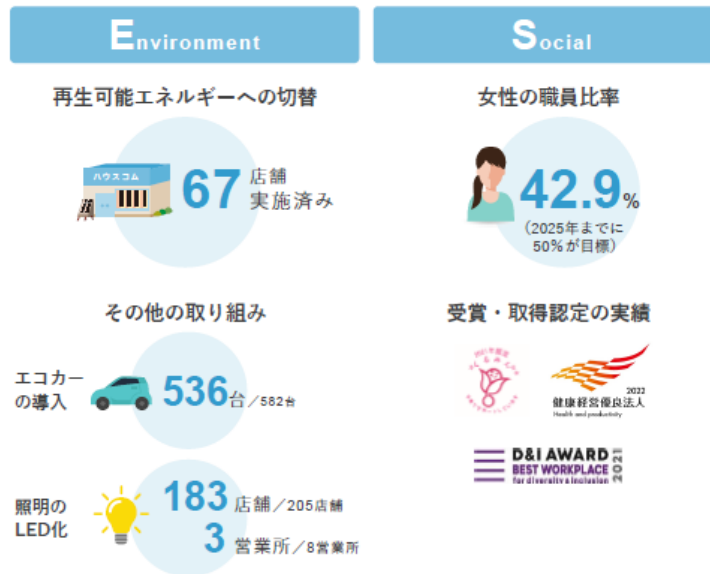 Environment
再生可能エネルギーへの切替
ハウスコム
67 店舗
実施済み
その他の取り組み
エコカー
の導入
536台/582台
照明の
LED化
183 店舗/205店舗
3 営業所/8営業所
Social
女性の職員比率
42.9%
(2025年までに
50%が目標)
受賞・取得認定の実績
くるみん
2022
健康経営優良法人
Health and productivity
D&I AWARD
BEST WORKPLACE
for diversity & inclusion
2021